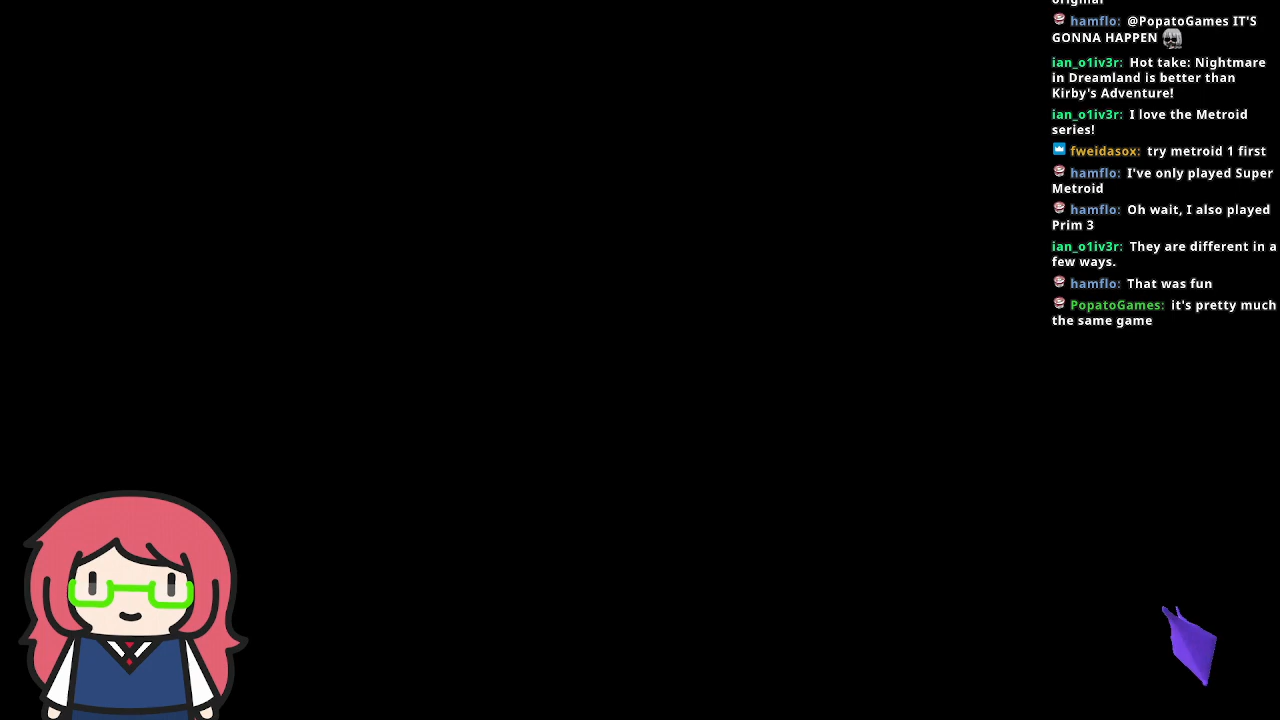 original
hamflo: @PopatoGames IT'S
GONNA HAPPEN
ian_o1iv3r: Hot take: Nightmare
in Dreamland is better than
Kirby's Adventure!
ian_o1iv3r: I love the Metroid
series!
fweidasox: try metroid 1 first
hamflo: I've only played Super
Metroid
hamflo: Oh wait, I also played
Prim 3
ian_o1iv3r: They are different in a
few ways.
hamflo: That was fun
PopatoGames: it's pretty much
the same game